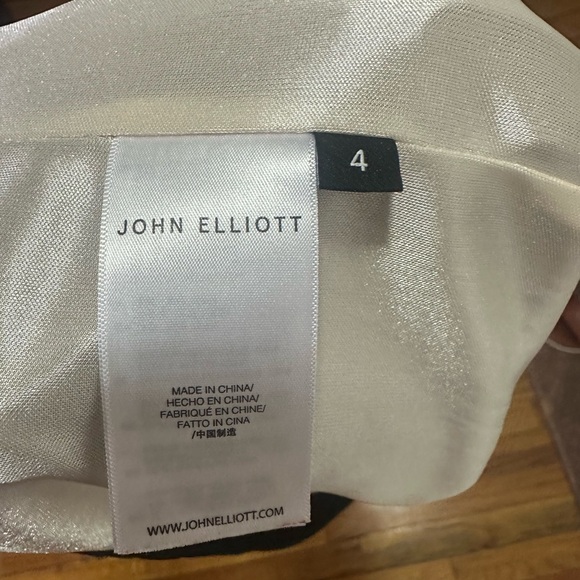 4
JOHN ELLIOTT
MADE IN CHINA/
HECHO EN CHINA/
FABRIQUÉ EN CHINE/
FATTO IN CINA
/中国制造
WWW.JOHNELLIOTT.COM